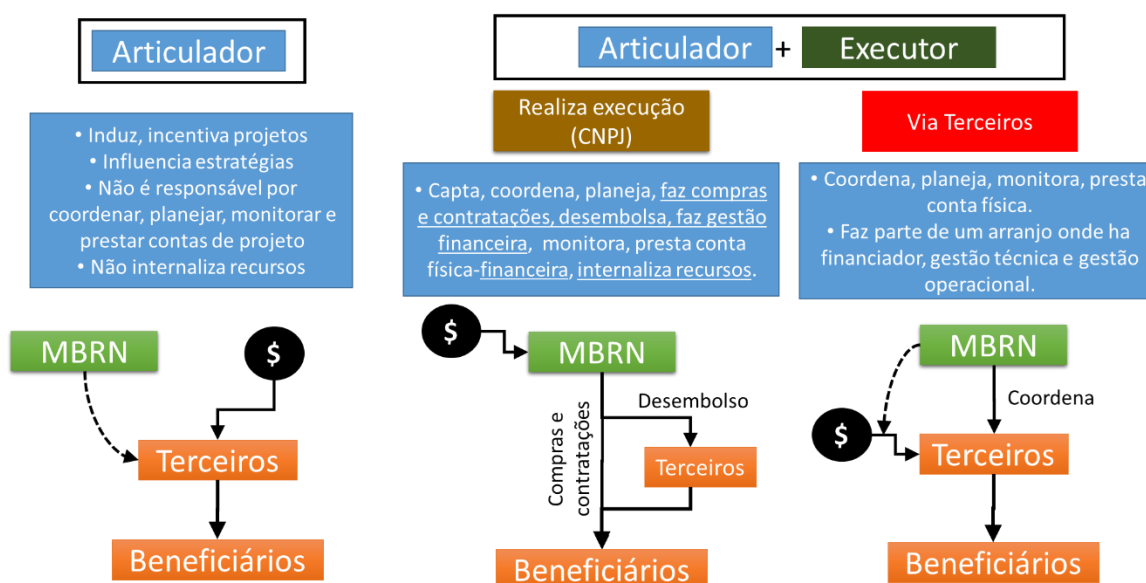 Articulador
• Induz, incentiva projetos
• Influencia estratégias
• Não é responsável por
coordenar, planejar, monitorar e
prestar contas de projeto
• Não internaliza recursos
MBRN
$
Terceiros
Beneficiários
Articulador + Executor
Realiza execução
(CNPJ)
• Capta, coordena, planeja, faz compras
e contratações, desembolsa, faz gestão
financeira, monitora, presta conta
física-financeira, internaliza recursos.
$
MBRN
Desembolso
Compras e
contratações
Terceiros
Beneficiários
Via Terceiros
• Coordena, planeja, monitora, presta
conta física.
• Faz parte de um arranjo onde ha
financiador, gestão técnica e gestão
operacional.
MBRN
Coordena
$
Terceiros
Beneficiários